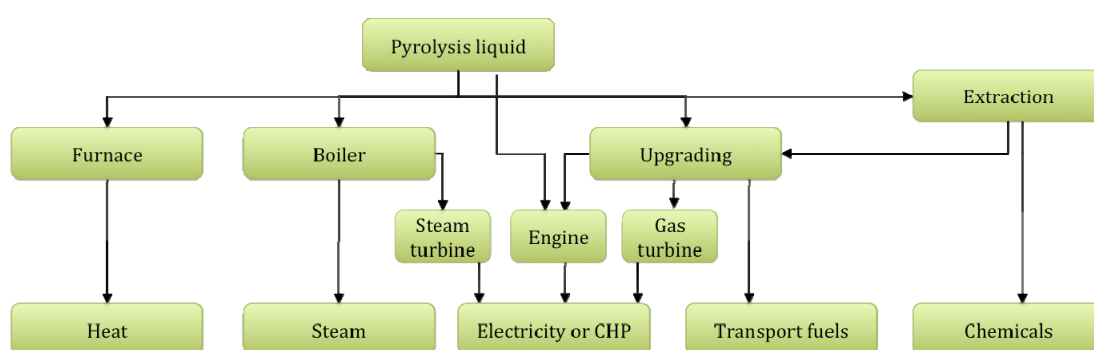 Pyrolysis liquid
Extraction
Furnace
Boiler
Upgrading
Steam
turbine
Engine
Gas
turbine
Heat
Steam
Electricity or CHP
Transport fuels
Chemicals